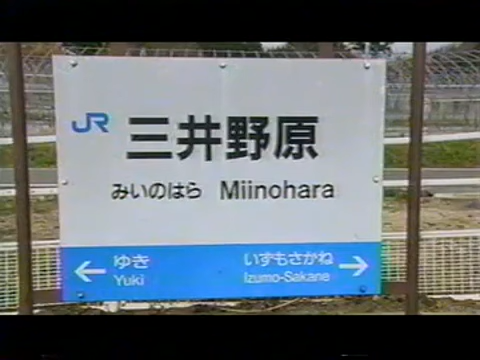 JR 三井野原
みいのはら Miinohara
← ゆき いずもさかね →
Yuki Izumo-Sakane